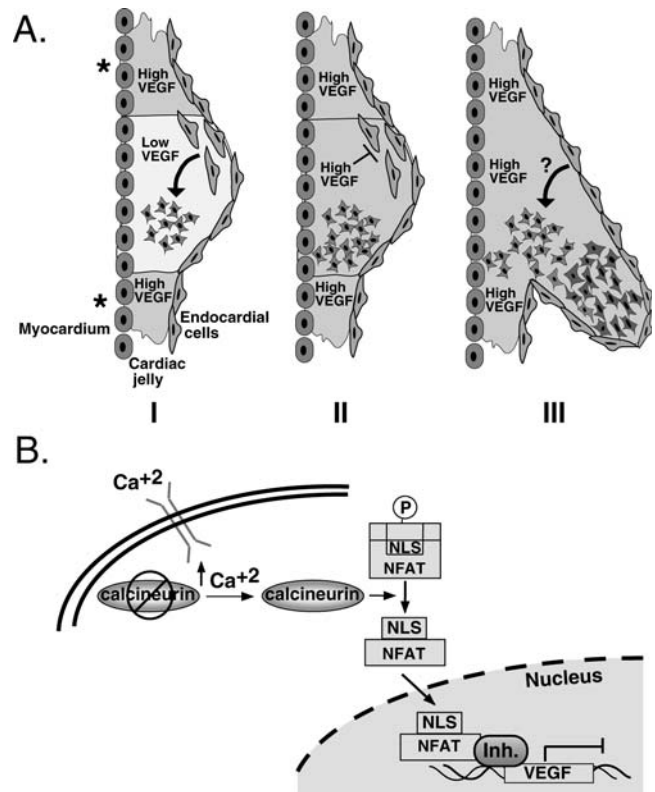 A.
*
High
VEGF
Low
VEGF
*
High
VEGF
Myocardium
Endocardial
cells
Cardiac
jelly
I
High
VEGF
High
VEGF
II
High
VEGF
High
VEGF
?
High
VEGF
III
B.
Ca+2
calcineurin
Ca+2
calcineurin
P
NLS
NFAT
NLS
NFAT
Nucleus
NLS
NFAT
Inh.
VEGF